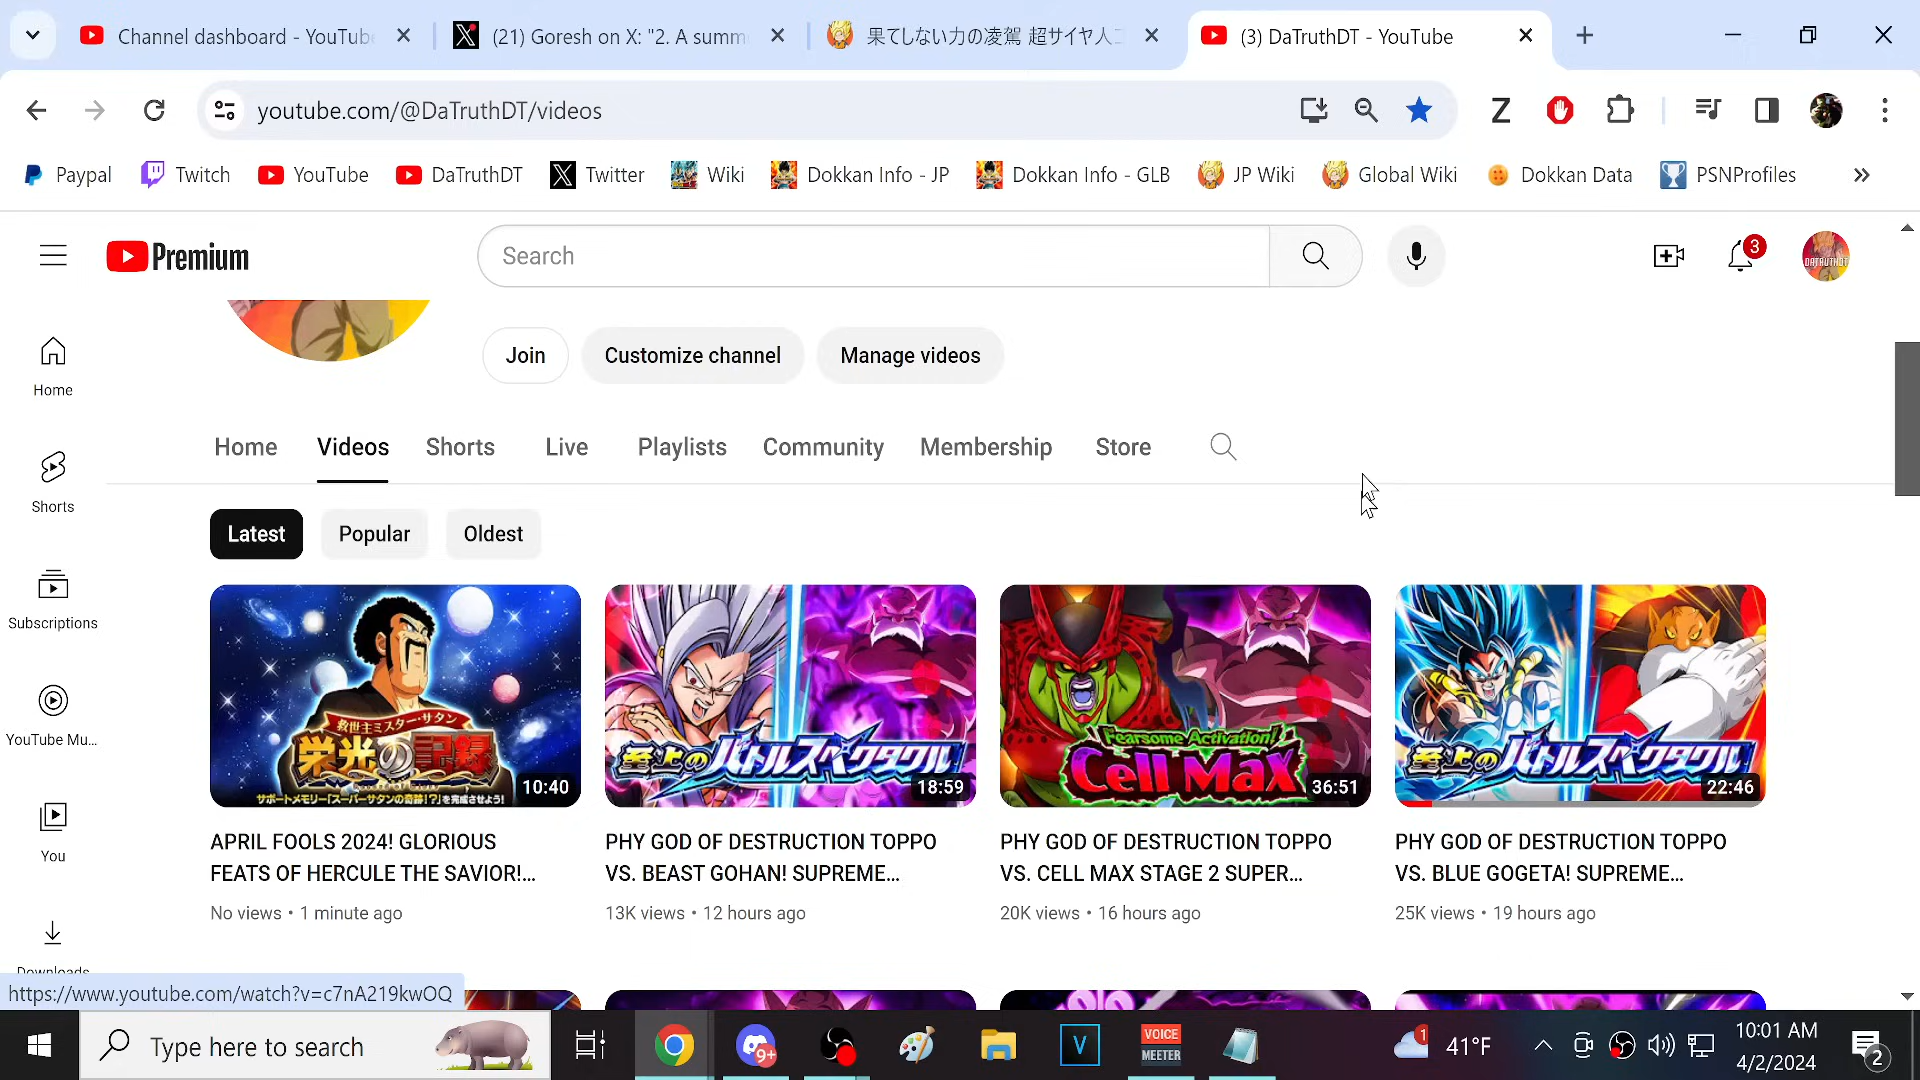 Channel dashboard - YouTube
(21) Goresh on X: "2. A summ
果てしない力の凌駕 超サイヤ人ゴ
(3) DaTruthDT - YouTube
youtube.com/@DaTruthDT/videos
Z
Paypal
Twitch
YouTube
DaTruthDT
Twitter
Wiki
Dokkan Info - JP
Dokkan Info - GLB
JP Wiki
Global Wiki
Dokkan Data
PSNProfiles
Premium
Search
3
DATRUTHDT
Join
Customize channel
Manage videos
Home
Videos
Shorts
Live
Playlists
Community
Membership
Store
Latest
Popular
Oldest
Home
Shorts
Subscriptions
YouTube Mu...
You
Downloads
救世主ミスター・サタン
栄光の記録
サポートメモリー「スーパーサタンの奇跡!?」を完成させよう!
10:40
至上のバトルスペクタクル
18:59
Fearsome Activation!
Cell Max
36:51
至上のバトルスペクタクル
22:46
APRIL FOOLS 2024! GLORIOUS
FEATS OF HERCULE THE SAVIOR!...
No views • 1 minute ago
PHY GOD OF DESTRUCTION TOPPO
VS. BEAST GOHAN! SUPREME...
13K views • 12 hours ago
PHY GOD OF DESTRUCTION TOPPO
VS. CELL MAX STAGE 2 SUPER...
20K views • 16 hours ago
PHY GOD OF DESTRUCTION TOPPO
VS. BLUE GOGETA! SUPREME...
25K views • 19 hours ago
https://www.youtube.com/watch?v=c7nA219kwOQ
Type here to search
9+
V
VOICE
MEETER
1
41°F
10:01 AM
4/2/2024
2